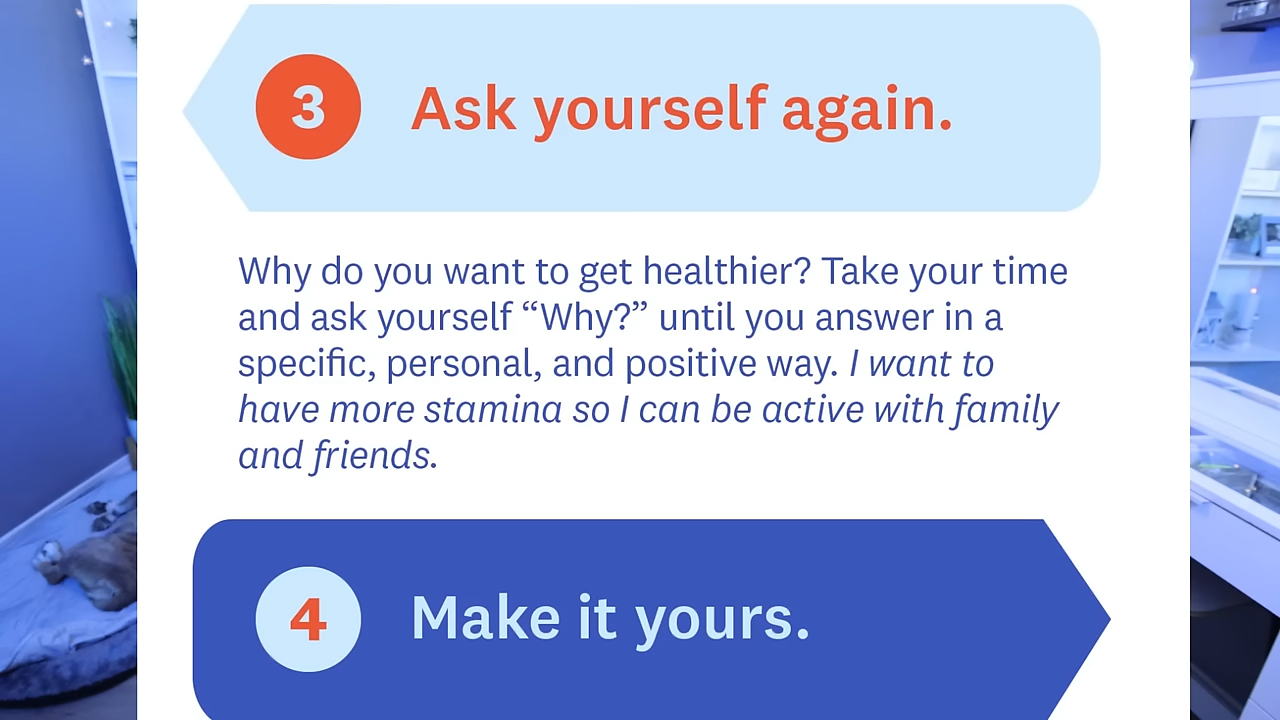 3 Ask yourself again.
Why do you want to get healthier? Take your time
and ask yourself “Why?” until you answer in a
specific, personal, and positive way. I want to
have more stamina so I can be active with family
and friends.
4 Make it yours.